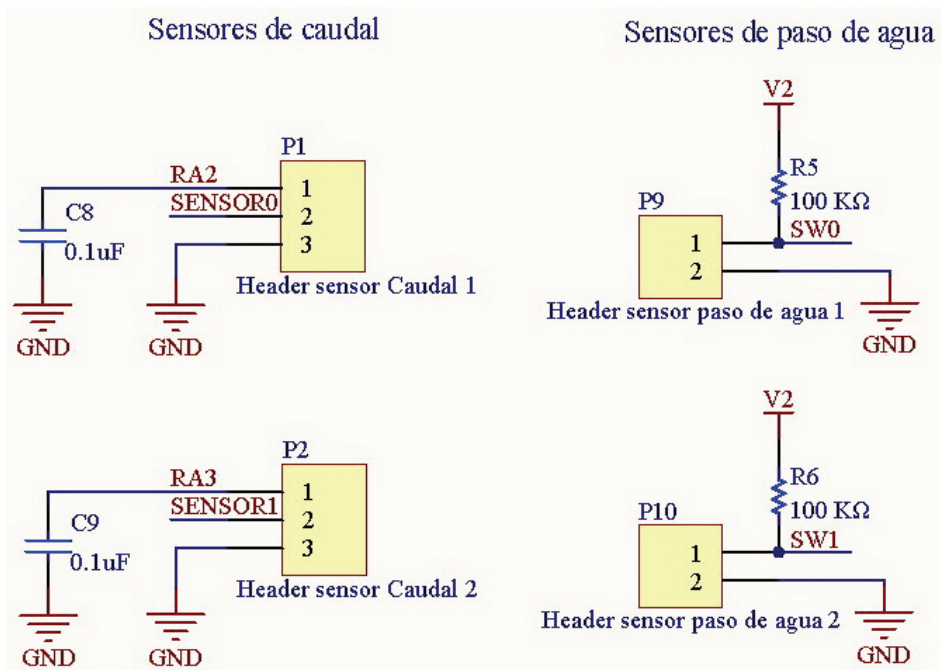 Sensores de caudal
P1
RA2
1
SENSOR0
2
3
C8
0.1uF
Header sensor Caudal 1
GND
GND
P2
RA3
1
SENSOR1
2
3
C9
0.1uF
Header sensor Caudal 2
GND
GND
Sensores de paso de agua
V2
R5
100 KΩ
P9
SW0
1
2
Header sensor paso de agua 1
GND
V2
R6
100 KΩ
P10
SW1
1
2
Header sensor paso de agua 2
GND